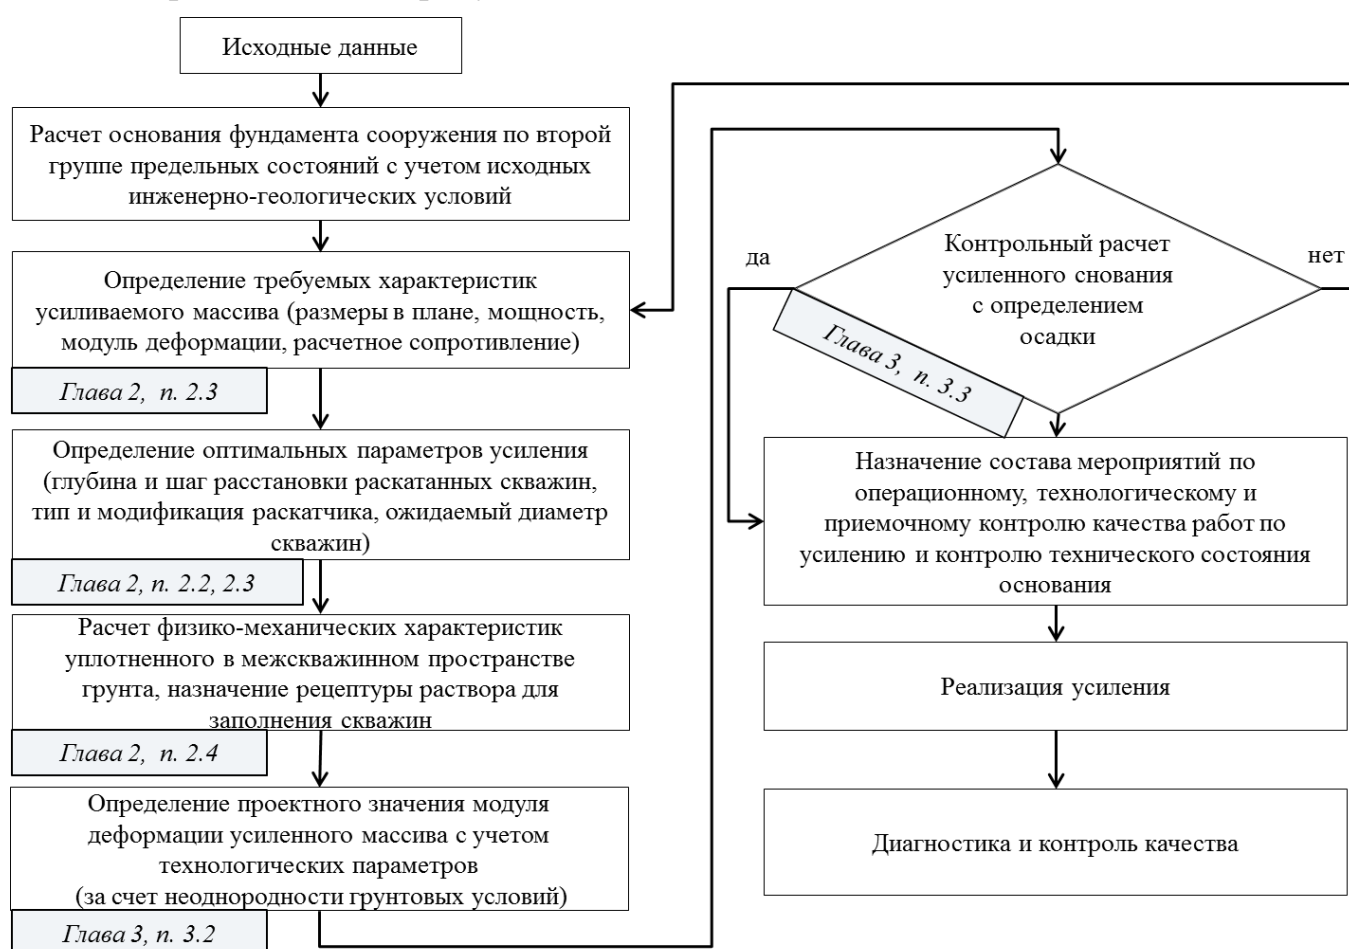 Исходные данные
Расчет основания фундамента сооружения по второй
группе предельных состояний с учетом исходных
инженерно-геологических условий
Определение требуемых характеристик
усиливаемого массива (размеры в плане, мощность,
модуль деформации, расчетное сопротивление)
Глава 2, п. 2.3
Определение оптимальных параметров усиления
(глубина и шаг расстановки раскатанных скважин,
тип и модификация раскатчика, ожидаемый диаметр
скважин)
Глава 2, п. 2.2, 2.3
Расчет физико-механических характеристик
уплотненного в межскважинном пространстве
грунта, назначение рецептуры раствора для
заполнения скважин
Глава 2, п. 2.4
Определение проектного значения модуля
деформации усиленного массива с учетом
технологических параметров
(за счет неоднородности грунтовых условий)
Глава 3, п. 3.2
Контрольный расчет
усиленного снования
с определением
осадки
да
нет
Глава 3, п. 3.3
Назначение состава мероприятий по
операционному, технологическому и
приемочному контролю качества работ по
усилению и контролю технического состояния
основания
Реализация усиления
Диагностика и контроль качества